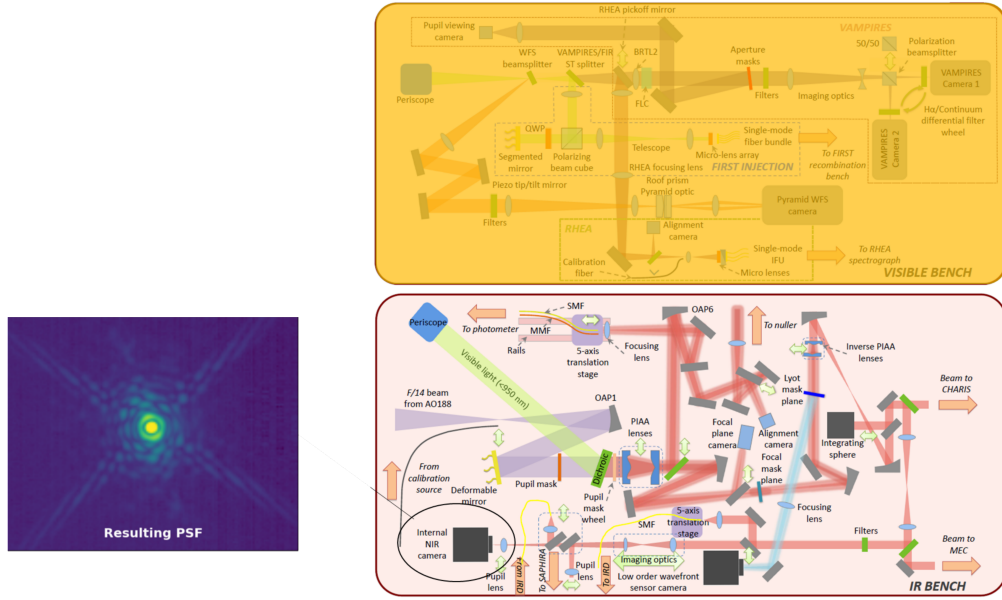 RHEA pickoff mirror
Pupil viewing
camera
VAMPIRES
50/50
Polarization
beamsplitter
WFS
beamsplitter
VAMPIRES/FIR
ST splitter
BRTL2
Aperture
masks
Periscope
FLC
Filters
Imaging optics
VAMPIRES
Camera 1
Hα/Continuum
differential filter
wheel
VAMPIRES
Camera 2
QWP
Segmented
mirror
Polarizing
beam cube
Telescope
Single-mode
fiber bundle
Micro-lens array
FIRST INJECTION
To FIRST
recombination
bench
RHEA focusing lens
Piezo tip/tilt mirror
Roof prism
Pyramid optic
Filters
Pyramid WFS
camera
RHEA
Alignment
camera
Single-mode
IFU
To RHEA
spectrograph
Calibration
fiber
Micro lenses
VISIBLE BENCH
SMF
Periscope
To photometer
MMF
Rails
5-axis
translation
stage
Focusing
lens
OAP6
To nuller
Inverse PIAA
lenses
Visible light (<950 nm)
F/14 beam
from AO188
OAP1
Lyot
mask
plane
Beam to
CHARIS
PIAA
lenses
Focal
plane
camera
Alignment camera
Integrating
sphere
Focal mask
plane
From
calibration
source
Deformable
mirror
Pupil mask
Dichroic
Pupil
mask
wheel
Focusing
lens
Internal
NIR
camera
SMF
5-axis
translation
stage
Filters
Pupil
lens
From IRD
To SAPHIRA
Pupil
lens
To IRD
Imaging optics
Low order wavefront
sensor camera
Beam to
MEC
IR BENCH
Resulting PSF